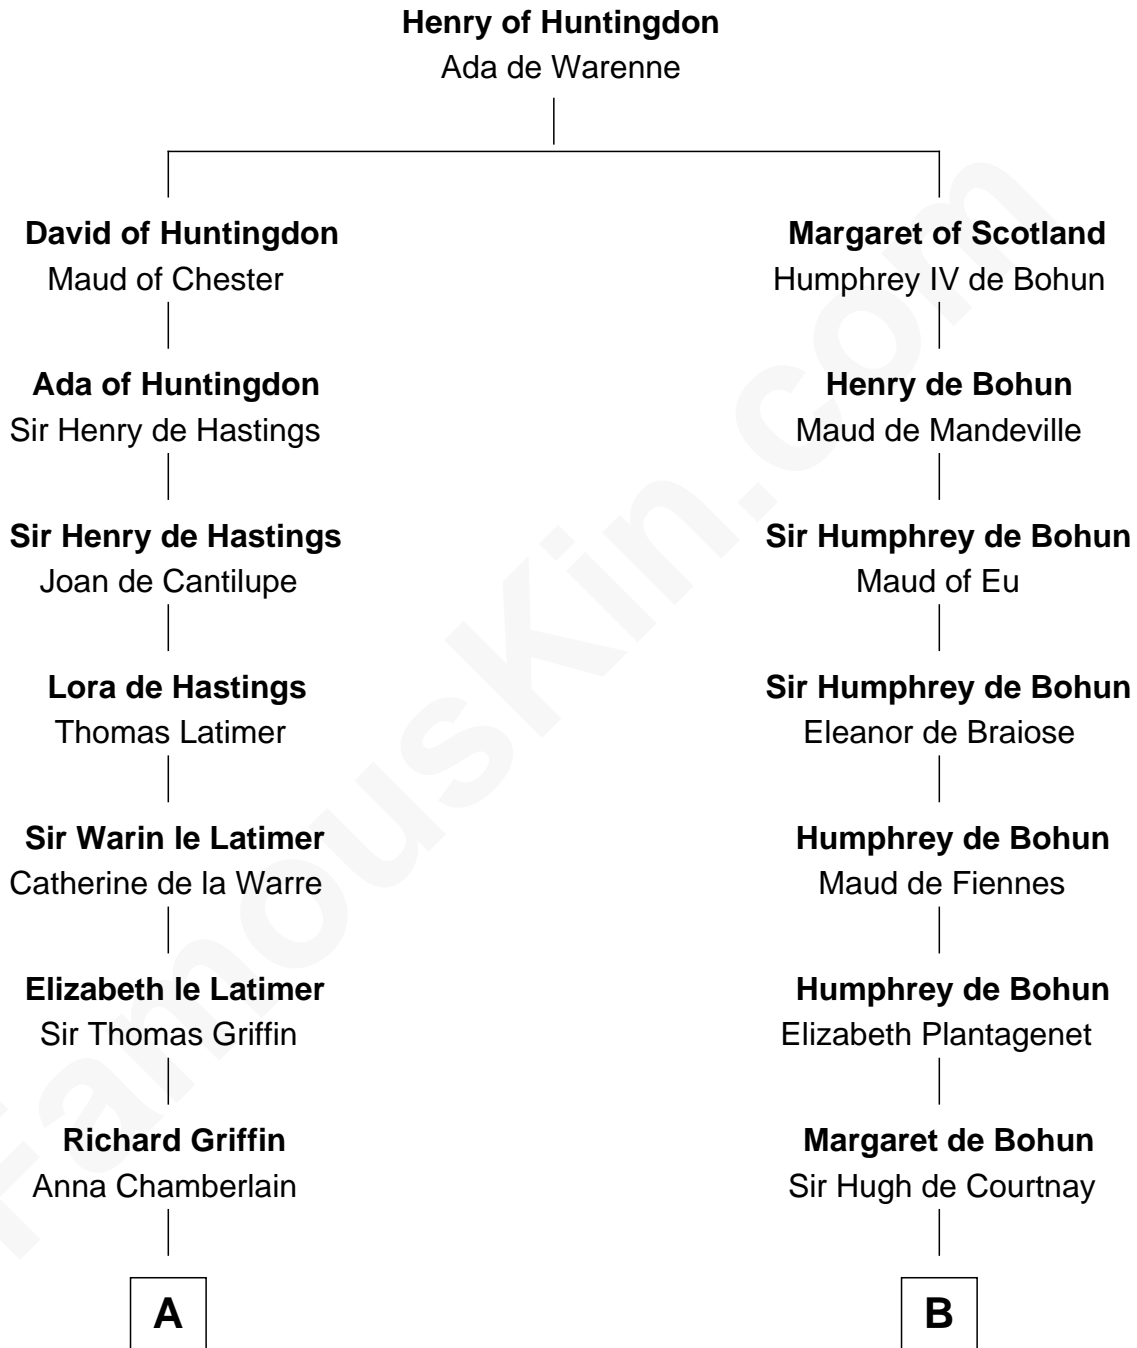 Henry of Huntingdon
Ada de Warenne
David of Huntingdon
Maud of Chester
Margaret of Scotland
Humphrey IV de Bohun
Ada of Huntingdon
Sir Henry de Hastings
Henry de Bohun
Maud de Mandeville
Sir Henry de Hastings
Joan de Cantilupe
Sir Humphrey de Bohun
Maud of Eu
Lora de Hastings
Thomas Latimer
Sir Humphrey de Bohun
Eleanor de Braiose
Sir Warin le Latimer
Catherine de la Warre
Humphrey de Bohun
Maud de Fiennes
Elizabeth le Latimer
Sir Thomas Griffin
Humphrey de Bohun
Elizabeth Plantagenet
Richard Griffin
Anna Chamberlain
Margaret de Bohun
Sir Hugh de Courtnay
A
B
FamousKin.com